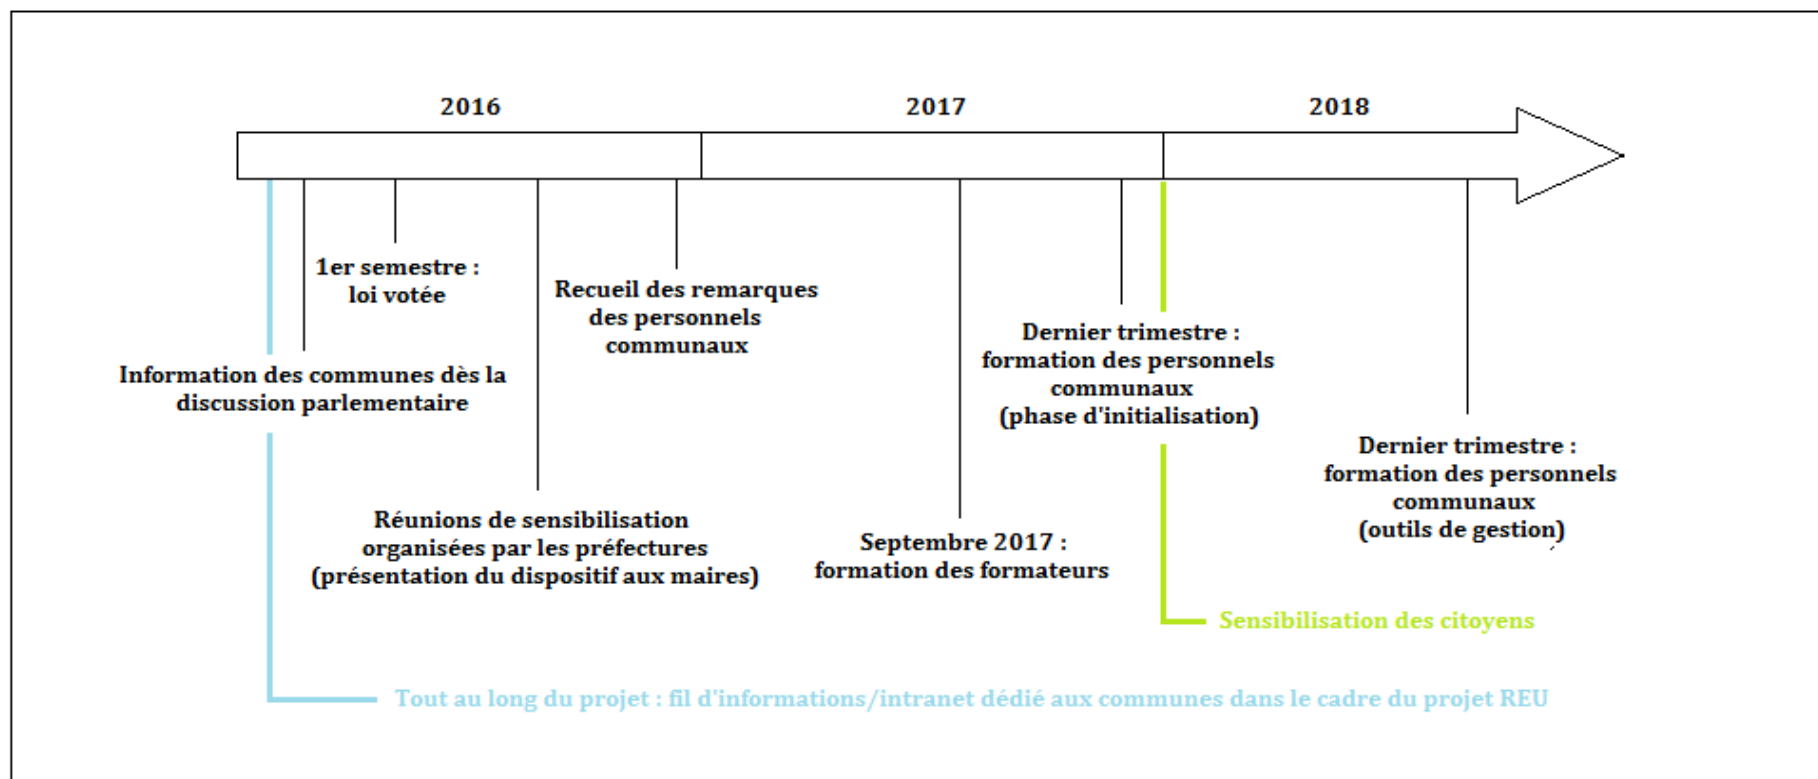 2016
2017
2018
1er semestre :
loi votée
Information des communes dès la
discussion parlementaire
Recueil des remarques
des personnels
communaux
Réunions de sensibilisation
organisées par les préfectures
(présentation du dispositif aux maires)
Septembre 2017 :
formation des formateurs
Dernier trimestre :
formation des personnels
communaux
(phase d'initialisation)
Dernier trimestre :
formation des personnels
communaux
(outils de gestion)
Sensibilisation des citoyens
Tout au long du projet : fil d'informations/intranet dédié aux communes dans le cadre du projet REU